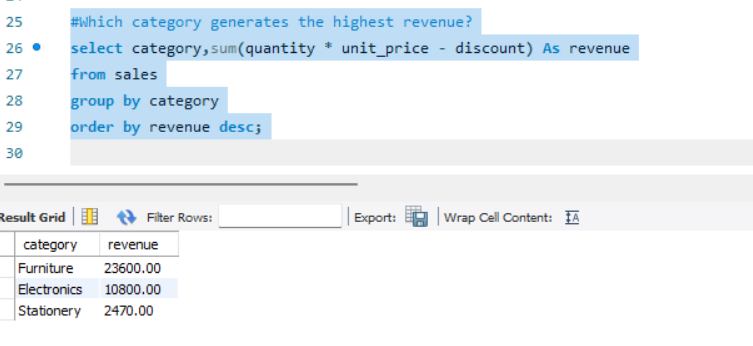 25 #Which category generates the highest revenue?
26 select category,sum(quantity * unit_price - discount) As revenue
27 from sales
28 group by category
29 order by revenue desc;
30
Result Grid Filter Rows: Export: Wrap Cell Content: IA
category revenue
Furniture 23600.00
Electronics 10800.00
Stationery 2470.00